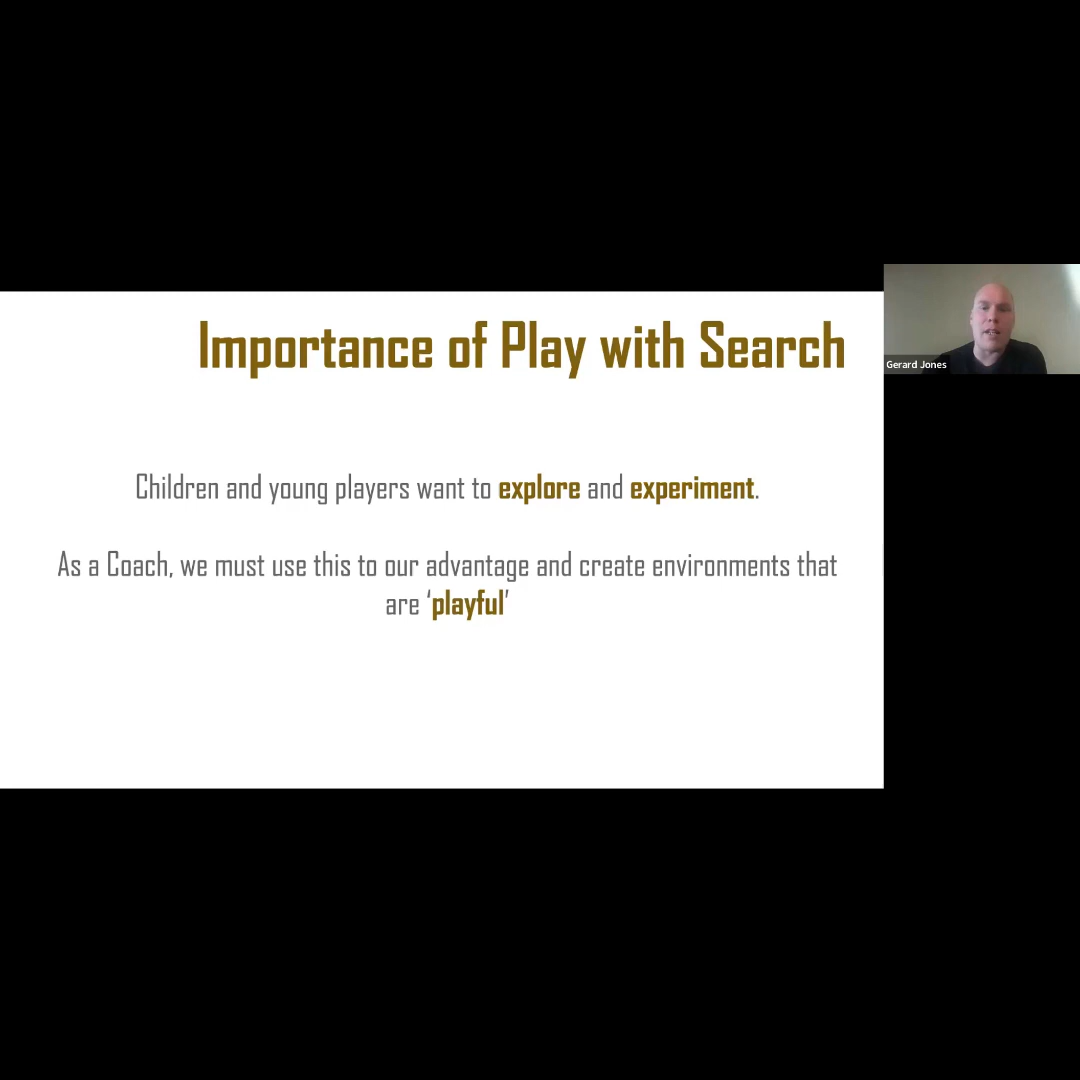 Importance of Play with Search
Gerard Jones
Children and young players want to explore and experiment.
As a Coach, we must use this to our advantage and create environments that
are ‘playful’